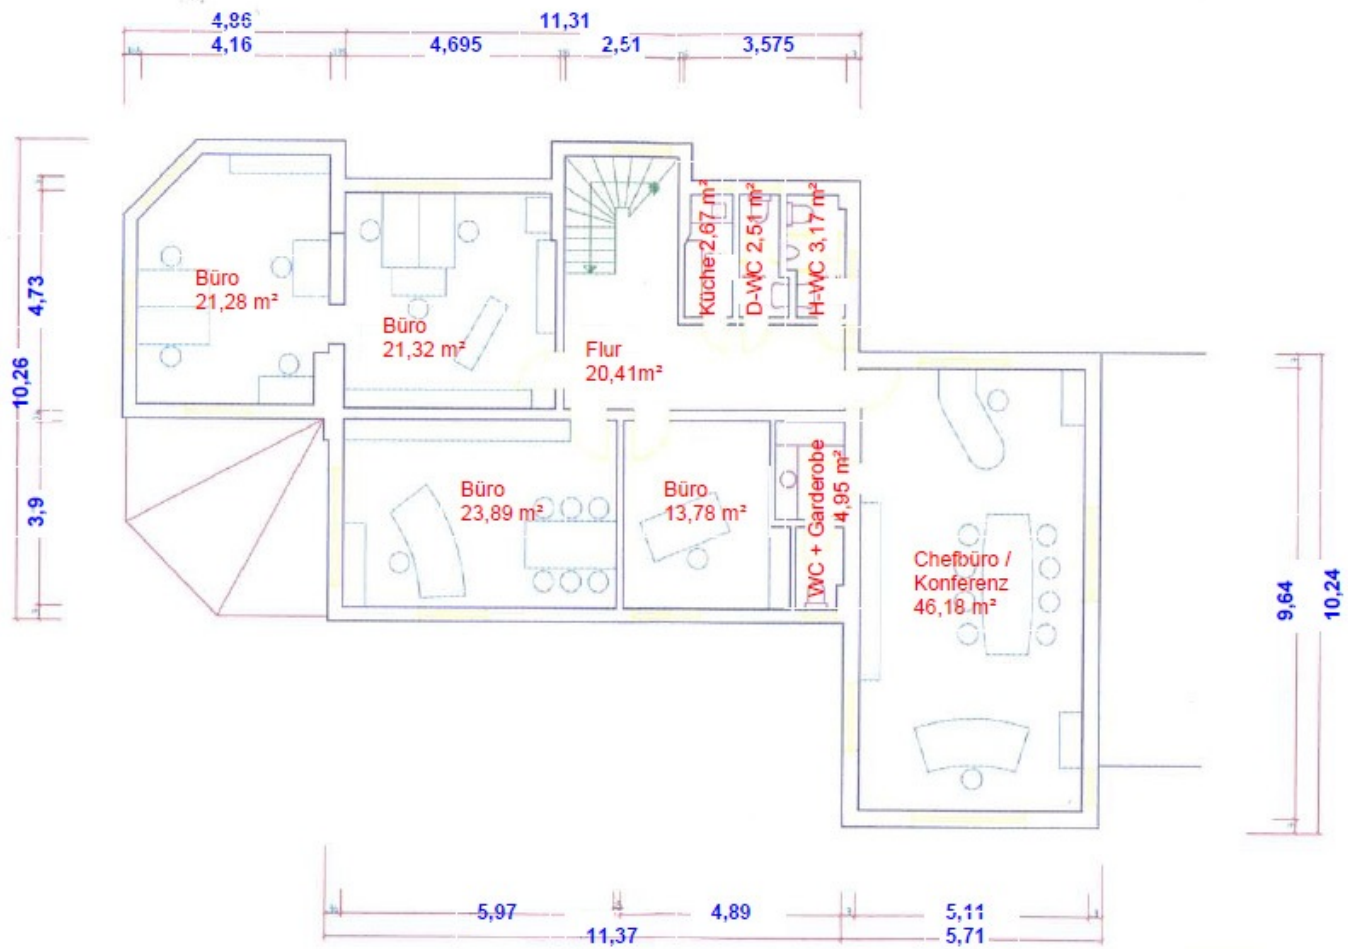 4,86
11,31
4,16
4,695
2,51
3,575
Büro
21,28 m²
Büro
21,32 m²
Flur
20,41m²
Küche 2,67 m²
D-WC 2,51 m²
H-WC 3,17 m²
4,73
10,26
3,9
Büro
23,89 m²
Büro
13,78 m²
WC + Garderobe
4,95 m²
Chefbüro /
Konferenz
46,18 m²
9,64
10,24
5,97
4,89
5,11
11,37
5,71